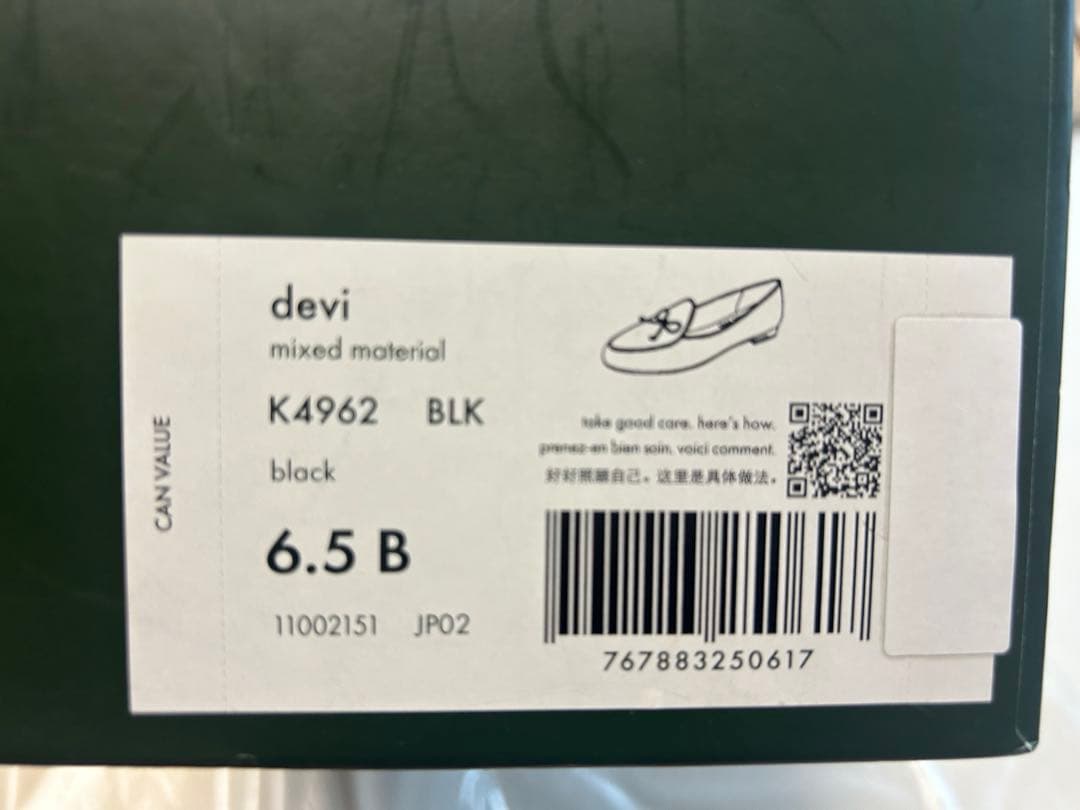 CAN VALUE
devi
mixed material
K4962 BLK
black
6.5 B
11002151 JP02
take good care. here's how.
prenez-en bien soin, voici comment.
好好照顾自己。这里是具体做法。
767883250617